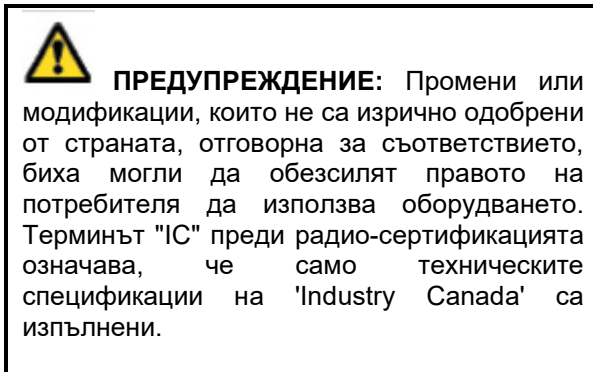 ПРЕДУПРЕЖДЕНИЕ: Промени или
модификации, които не са изрично одобрени
от страната, отговорна за съответствието,
биха могли да обезсилят правото на
потребителя да използва оборудването.
Терминът "IC" преди радио-сертификацията
означава, че само техническите
спецификации на 'Industry Canada' са
изпълнени.